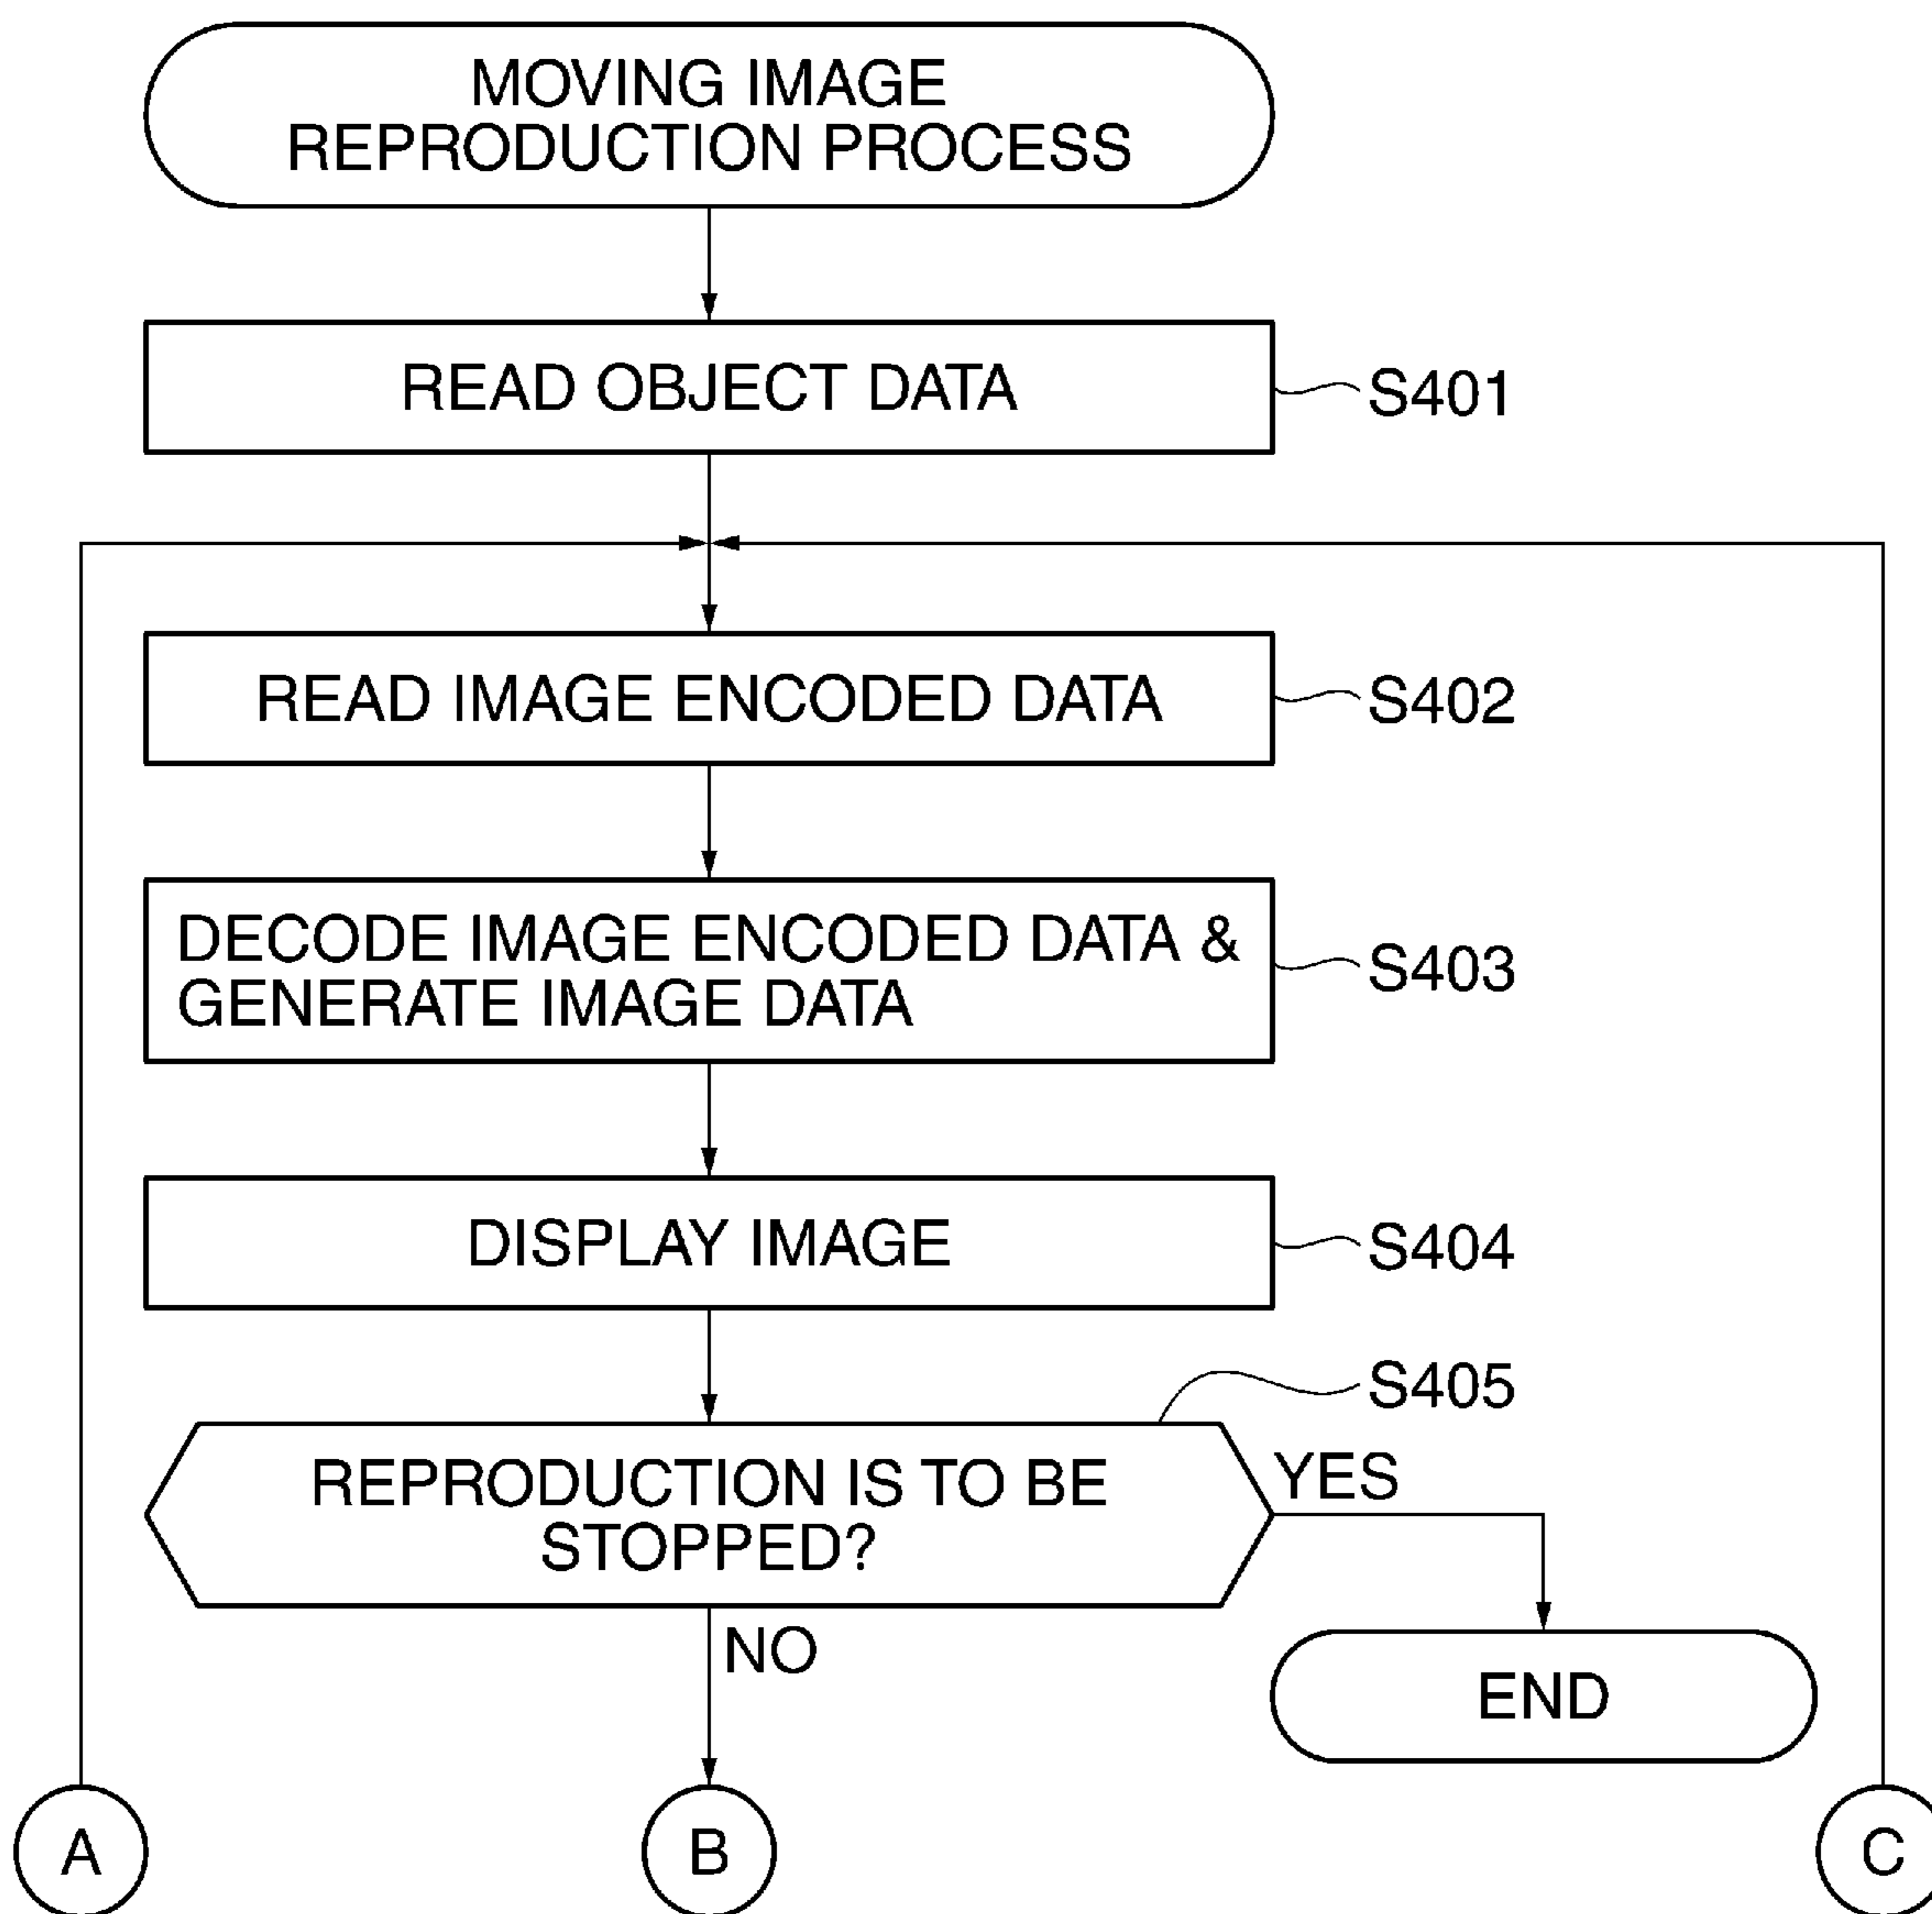 MOVING IMAGE
REPRODUCTION PROCESS
READ OBJECT DATA
S401
READ IMAGE ENCODED DATA
S402
DECODE IMAGE ENCODED DATA &
GENERATE IMAGE DATA
S403
DISPLAY IMAGE
S404
S405
REPRODUCTION IS TO BE
STOPPED?
YES
NO
END
A
B
C